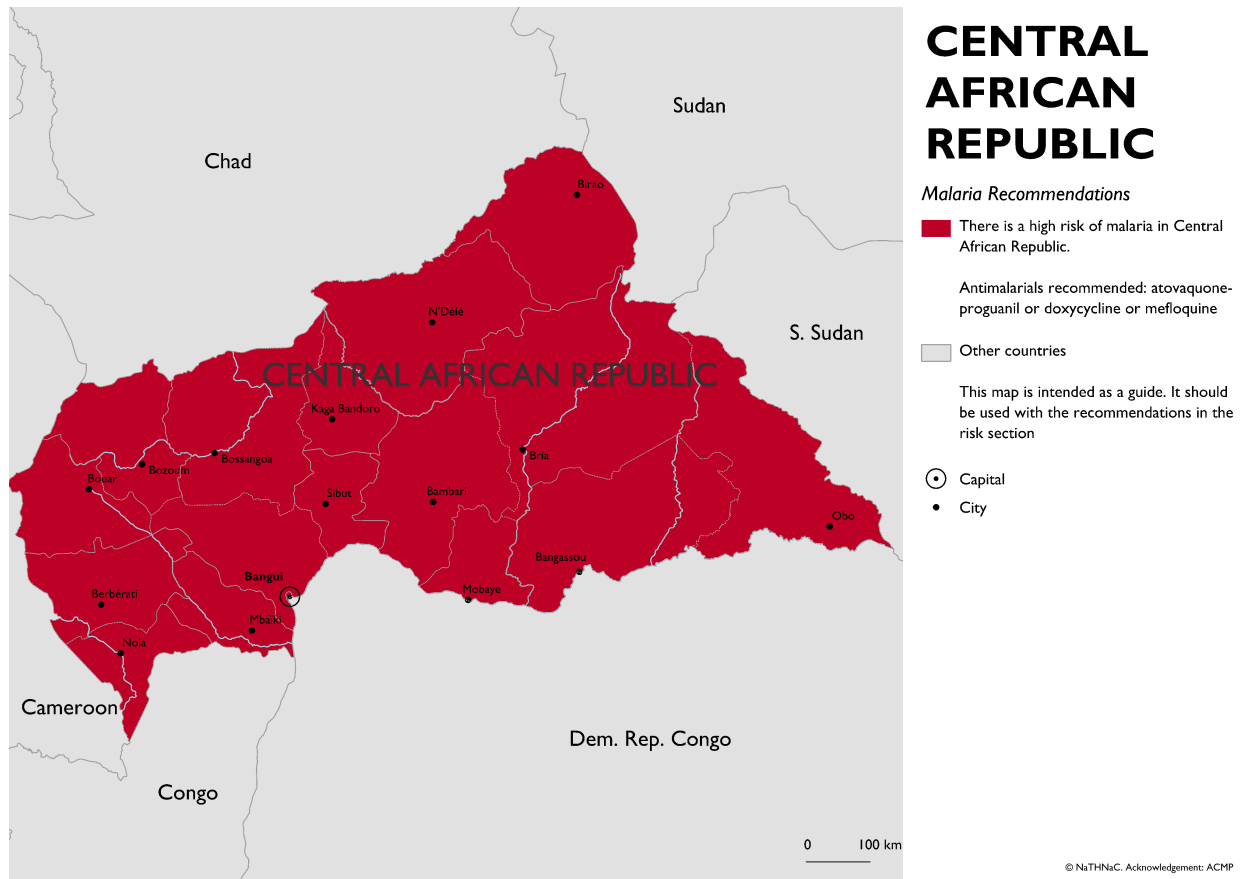 CENTRAL
AFRICAN
REPUBLIC
Malaria Recommendations
There is a high risk of malaria in Central
African Republic.
Antimalarials recommended: atovaquone-
proguanil or doxycycline or mefloquine
Other countries
This map is intended as a guide. It should
be used with the recommendations in the
risk section
Capital
City
Sudan
Chad
Birao
N'Délé
S. Sudan
CENTRAL AFRICAN REPUBLIC
Kaga Bandoro
Bria
Bossangoa
Bozoum
Bouar
Sibut
Bambari
Obo
Bangassou
Bangui
Mobaye
Berbérati
Mbaïki
Nola
Cameroon
Dem. Rep. Congo
Congo
0 100 km
© NaTHNaC. Acknowledgement: ACMP